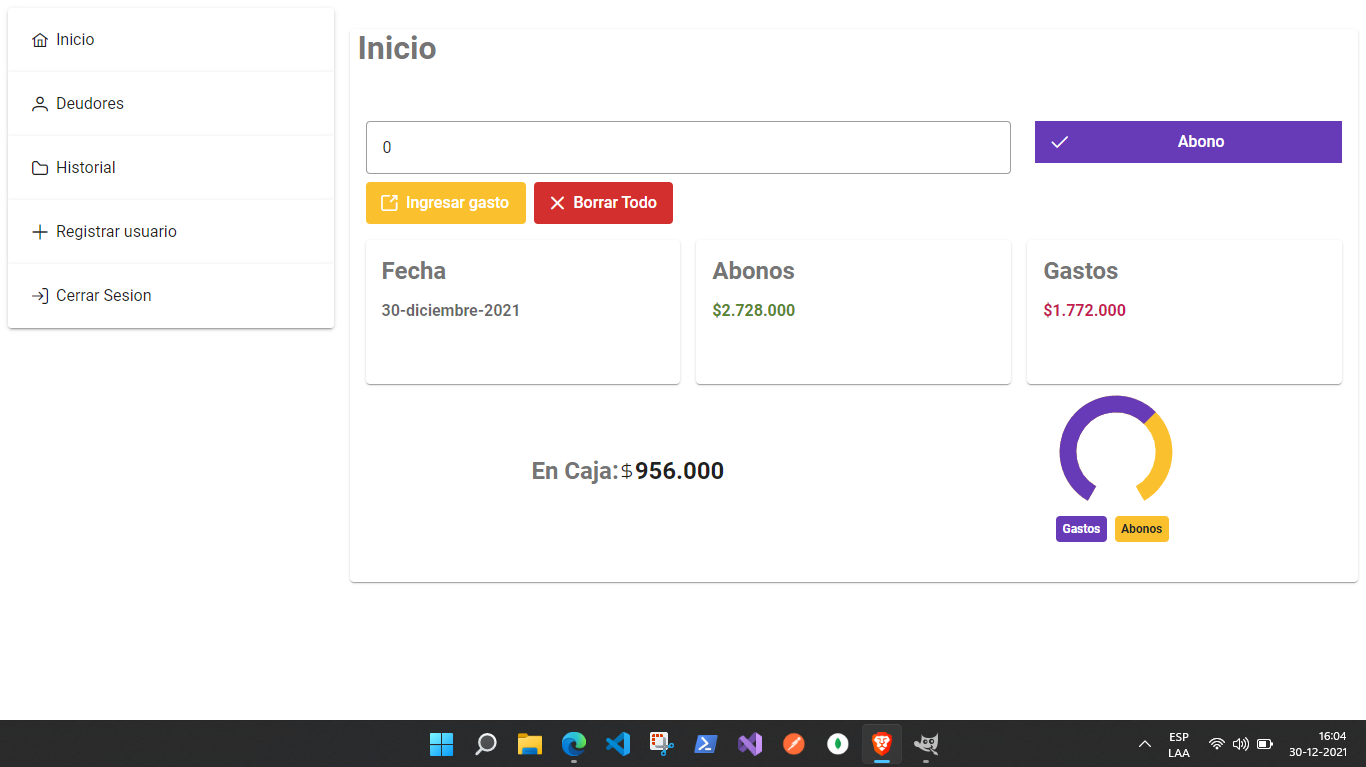 Inicio
Deudores
Historial
Registrar usuario
Cerrar Sesion
Inicio
0
Abono
Ingresar gasto
Borrar Todo
Fecha
30-diciembre-2021
Abonos
$2.728.000
Gastos
$1.772.000
En Caja:$956.000
Gastos
Abonos
ESP
LAA
16:04
30-12-2021